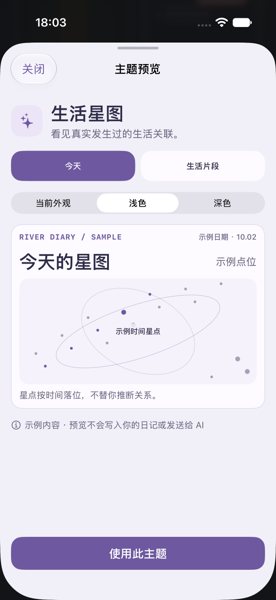 18:03
关闭
主题预览
生活星图
看见真实发生过的生活关联。
今天
生活片段
当前外观
浅色
深色
RIVER DIARY / SAMPLE
示例日期 · 10.02
今天的星图
示例点位
示例时间星点
星点按时间落位，不替你推断关系。
示例内容 · 预览不会写入你的日记或发送给 AI
使用此主题